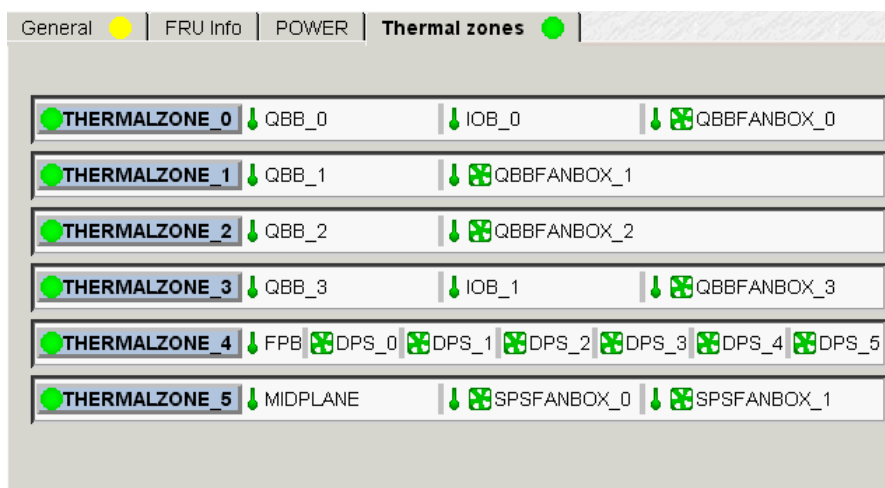 General FRU Info POWER Thermal zones
THERMALZONE_0 QBB_0 IOB_0 QBBFANBOX_0
THERMALZONE_1 QBB_1 QBBFANBOX_1
THERMALZONE_2 QBB_2 QBBFANBOX_2
THERMALZONE_3 QBB_3 IOB_1 QBBFANBOX_3
THERMALZONE_4 FPB DPS_0 DPS_1 DPS_2 DPS_3 DPS_4 DPS_5
THERMALZONE_5 MIDPLANE SPSFANBOX_0 SPSFANBOX_1